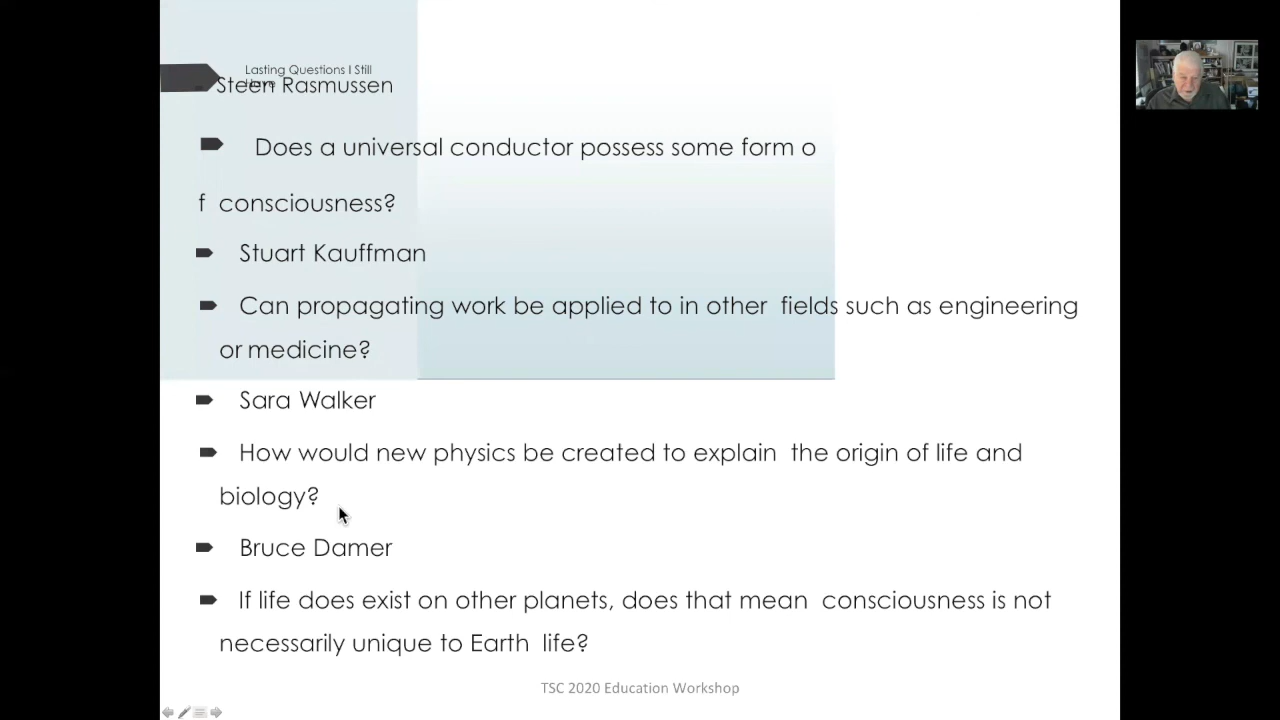 Lasting Questions I Still
Have
Steen Rasmussen
Does a universal conductor possess some form o
f consciousness?
Stuart Kauffman
Can propagating work be applied to in other fields such as engineering
or medicine?
Sara Walker
How would new physics be created to explain the origin of life and
biology?
Bruce Damer
If life does exist on other planets, does that mean consciousness is not
necessarily unique to Earth life?
TSC 2020 Education Workshop